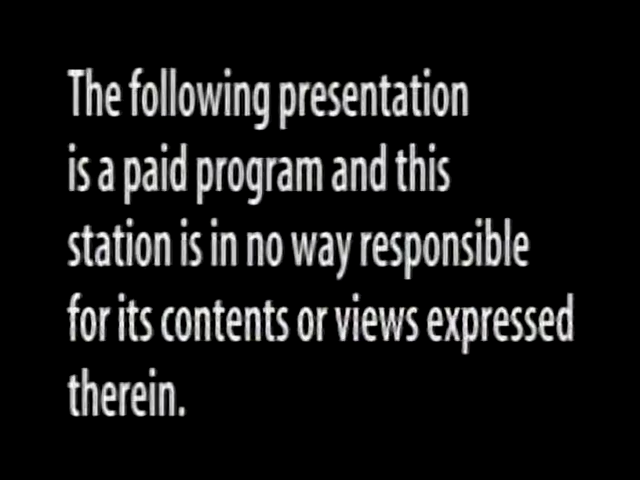 The following presentation
is a paid program and this
station is in no way responsible
for its contents or views expressed
therein.